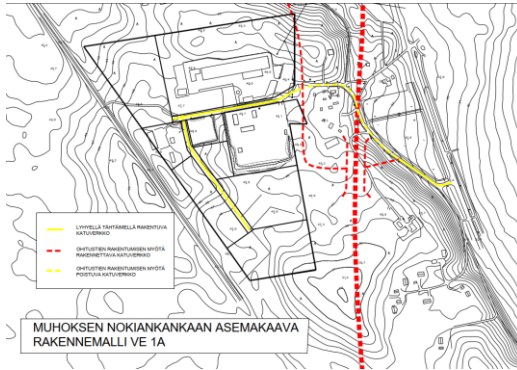 LYHYELLÄ TÄHTÄIMELLÄ RAKENTUVA
KATUVERKKO
OHITUSTIEN RAKENTUMISEN MYÖTÄ
RAKENNETTAVA KATUVERKKO
OHITUSTIEN RAKENTUMISEN MYÖTÄ
POISTUVA KATUVERKKO
MUHOKSEN NOKIANKANKAAN ASEMAKAAVA
RAKENNEMALLI VE 1A